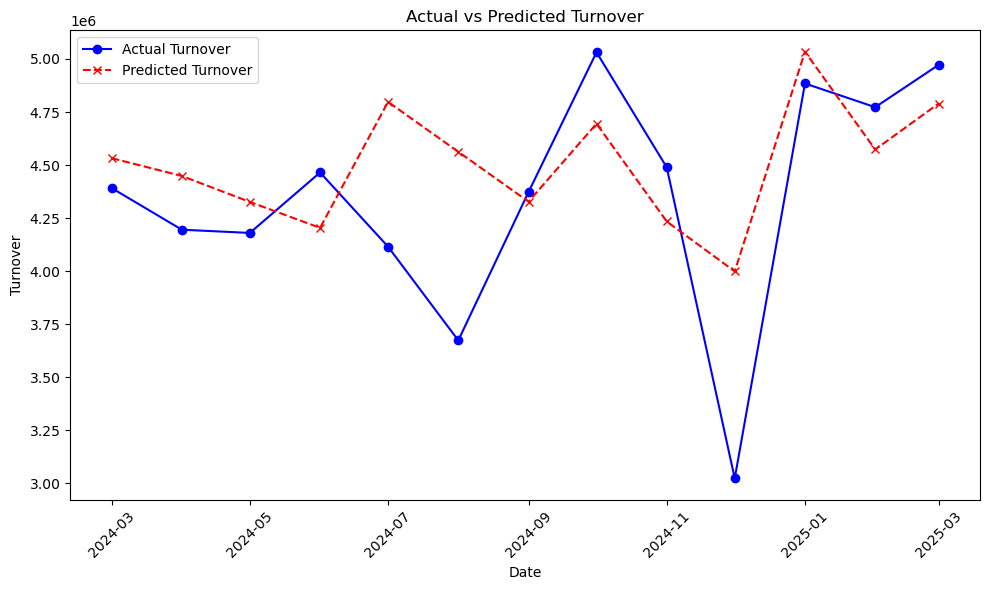 Actual vs Predicted Turnover
1e6
Actual Turnover
Predicted Turnover
5.00
4.75
4.50
4.25
4.00
3.75
3.50
3.25
3.00
Turnover
2024-03
2024-05
2024-07
2024-09
2024-11
2025-01
2025-03
Date